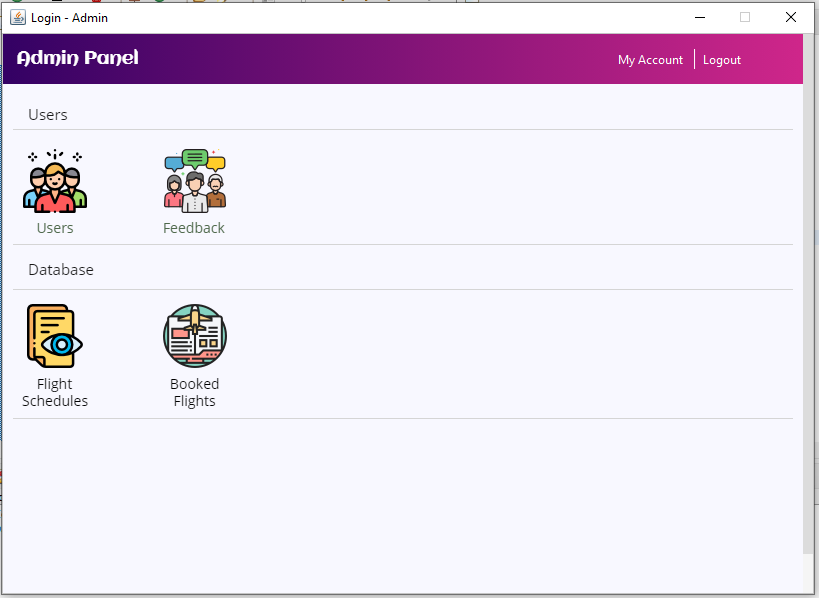 Login - Admin
Admin Panel
My Account
Logout
Users
Users
Feedback
Database
Flight
Schedules
Booked
Flights